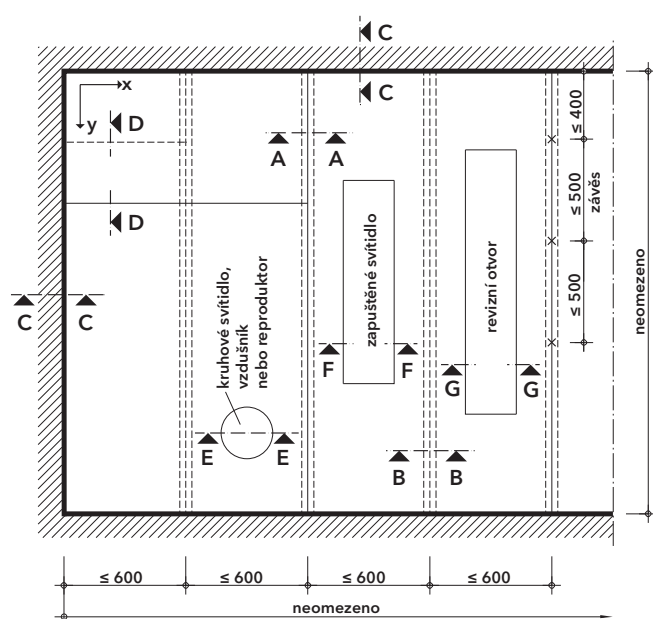 C
C
x
y
D
D
A A
≤ 400
≤ 500
závěs
≤ 500
neomezeno
zapuštěné svítidlo
revizní otvor
C C
kruhové svítidlo,
vzdušník
nebo reproduktor
F F
G G
E E
B B
≤ 600 ≤ 600 ≤ 600 ≤ 600
neomezeno